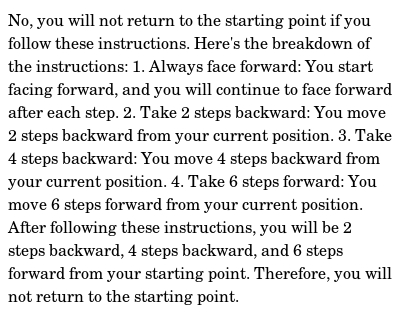 No, you will not return to the starting point if you
follow these instructions. Here's the breakdown of
the instructions: 1. Always face forward: You start
facing forward, and you will continue to face forward
after each step. 2. Take 2 steps backward: You move
2 steps backward from your current position. 3. Take
4 steps backward: You move 4 steps backward from
your current position. 4. Take 6 steps forward: You
move 6 steps forward from your current position.
After following these instructions, you will be 2
steps backward, 4 steps backward, and 6 steps
forward from your starting point. Therefore, you will
not return to the starting point.